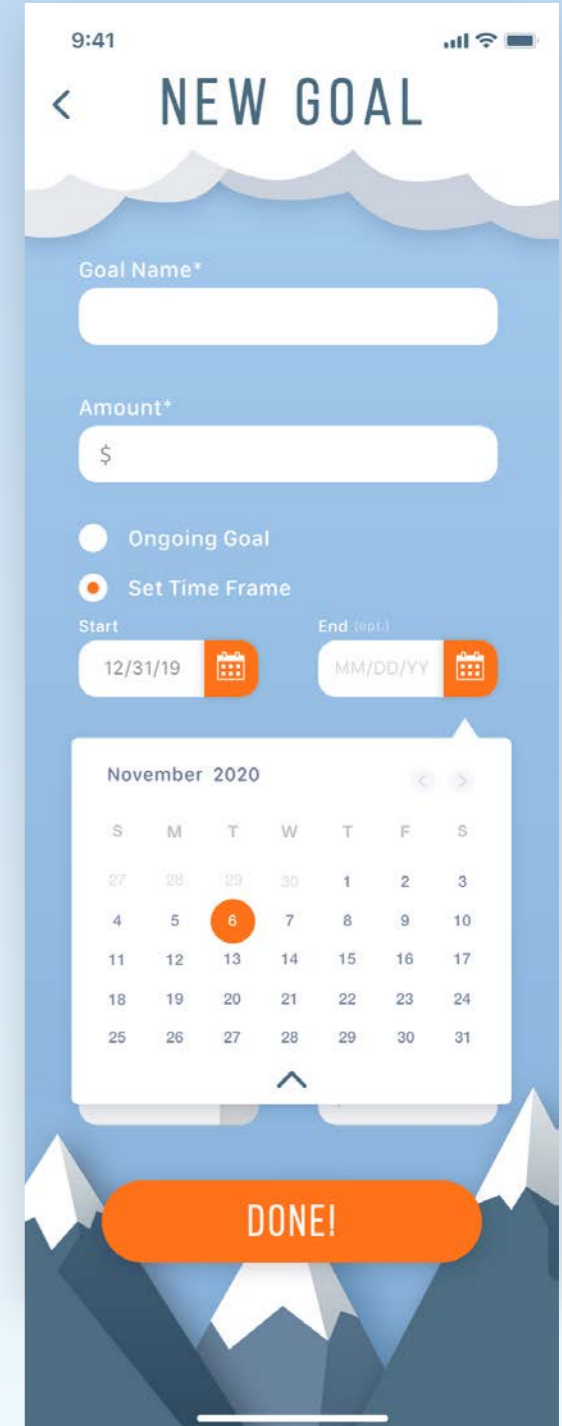 9:41
NEW GOAL
Goal Name*
Amount*
$
Ongoing Goal
Set Time Frame
Start End (opt.)
12/31/19 MM/DD/YY
November 2020
S M T W T F S
27 28 29 30 1 2 3
4 5 6 7 8 9 10
11 12 13 14 15 16 17
18 19 20 21 22 23 24
25 26 27 28 29 30 31
DONE!